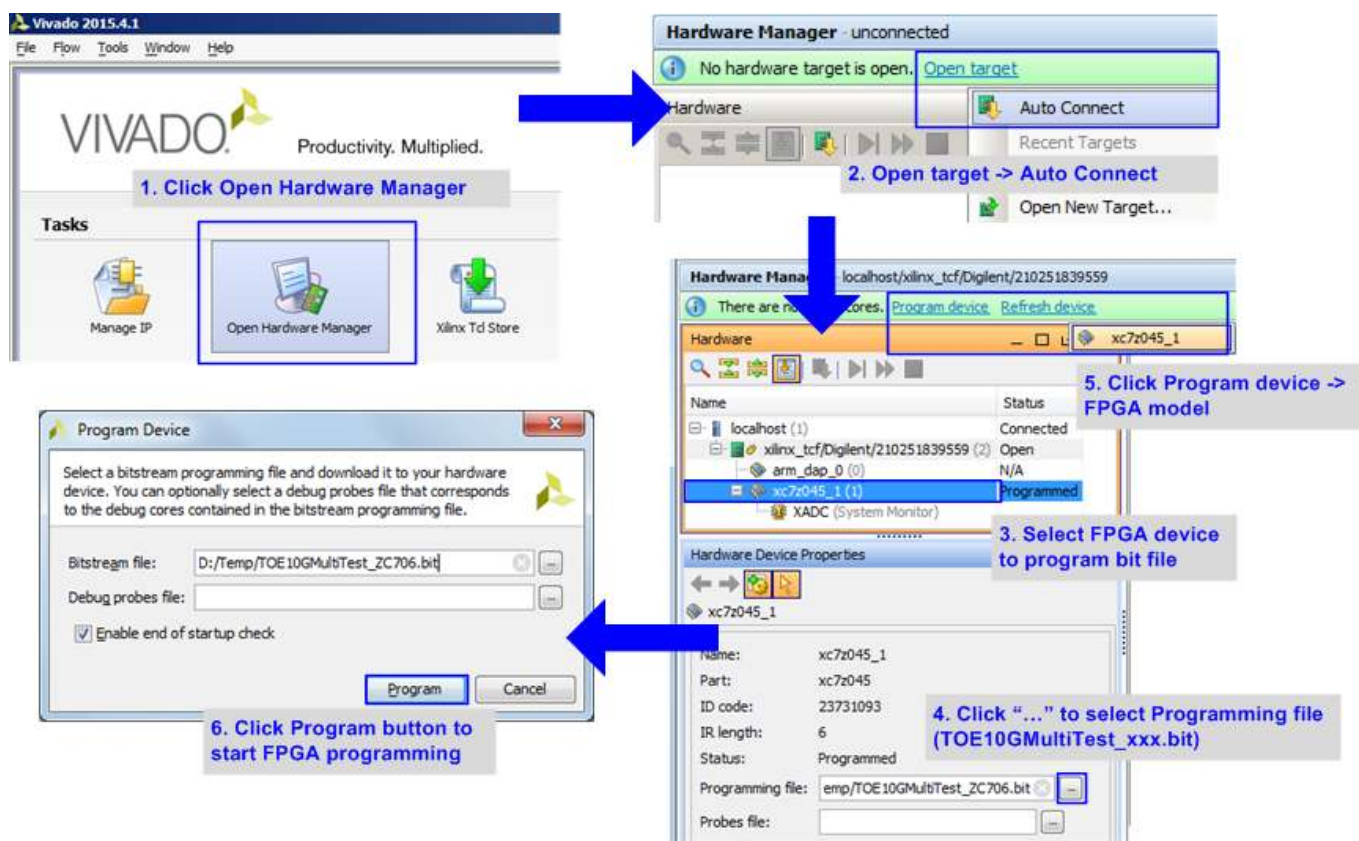 Vivado 2015.4.1
File Flow Tools Window Help
VIVADO.
Productivity. Multiplied.
1. Click Open Hardware Manager
Tasks
Manage IP
Open Hardware Manager
Xilinx Tcl Store
Hardware Manager - unconnected
No hardware target is open. Open target
Hardware
Auto Connect
Recent Targets
2. Open target -> Auto Connect
Open New Target...
Hardware Mana localhost/xilinx_tcf/Digilent/210251839559
There are no cores. Program device Refresh device
Hardware
xc7z045_1
5. Click Program device ->
FPGA model
Name Status
localhost (1) Connected
xilinx_tcf/Digilent/210251839559 (2) Open
arm_dap_0 (0) N/A
xc7z045_1 (1) Programmed
XADC (System Monitor)
3. Select FPGA device
to program bit file
Hardware Device Properties
xc7z045_1
Name: xc7z045_1
Part: xc7z045
ID code: 23731093
IR length: 6
Status: Programmed
4. Click “...” to select Programming file
(TOE10GMultiTest_xxx.bit)
Programming file: emp/TOE10GMultiTest_ZC706.bit ...
Probes file: ...
Program Device
Select a bitstream programming file and download it to your hardware
device. You can optionally select a debug probes file that corresponds
to the debug cores contained in the bitstream programming file.
Bitstream file: D:/Temp/TOE10GMultiTest_ZC706.bit ...
Debug probes file: ...
Enable end of startup check
Program Cancel
6. Click Program button to
start FPGA programming